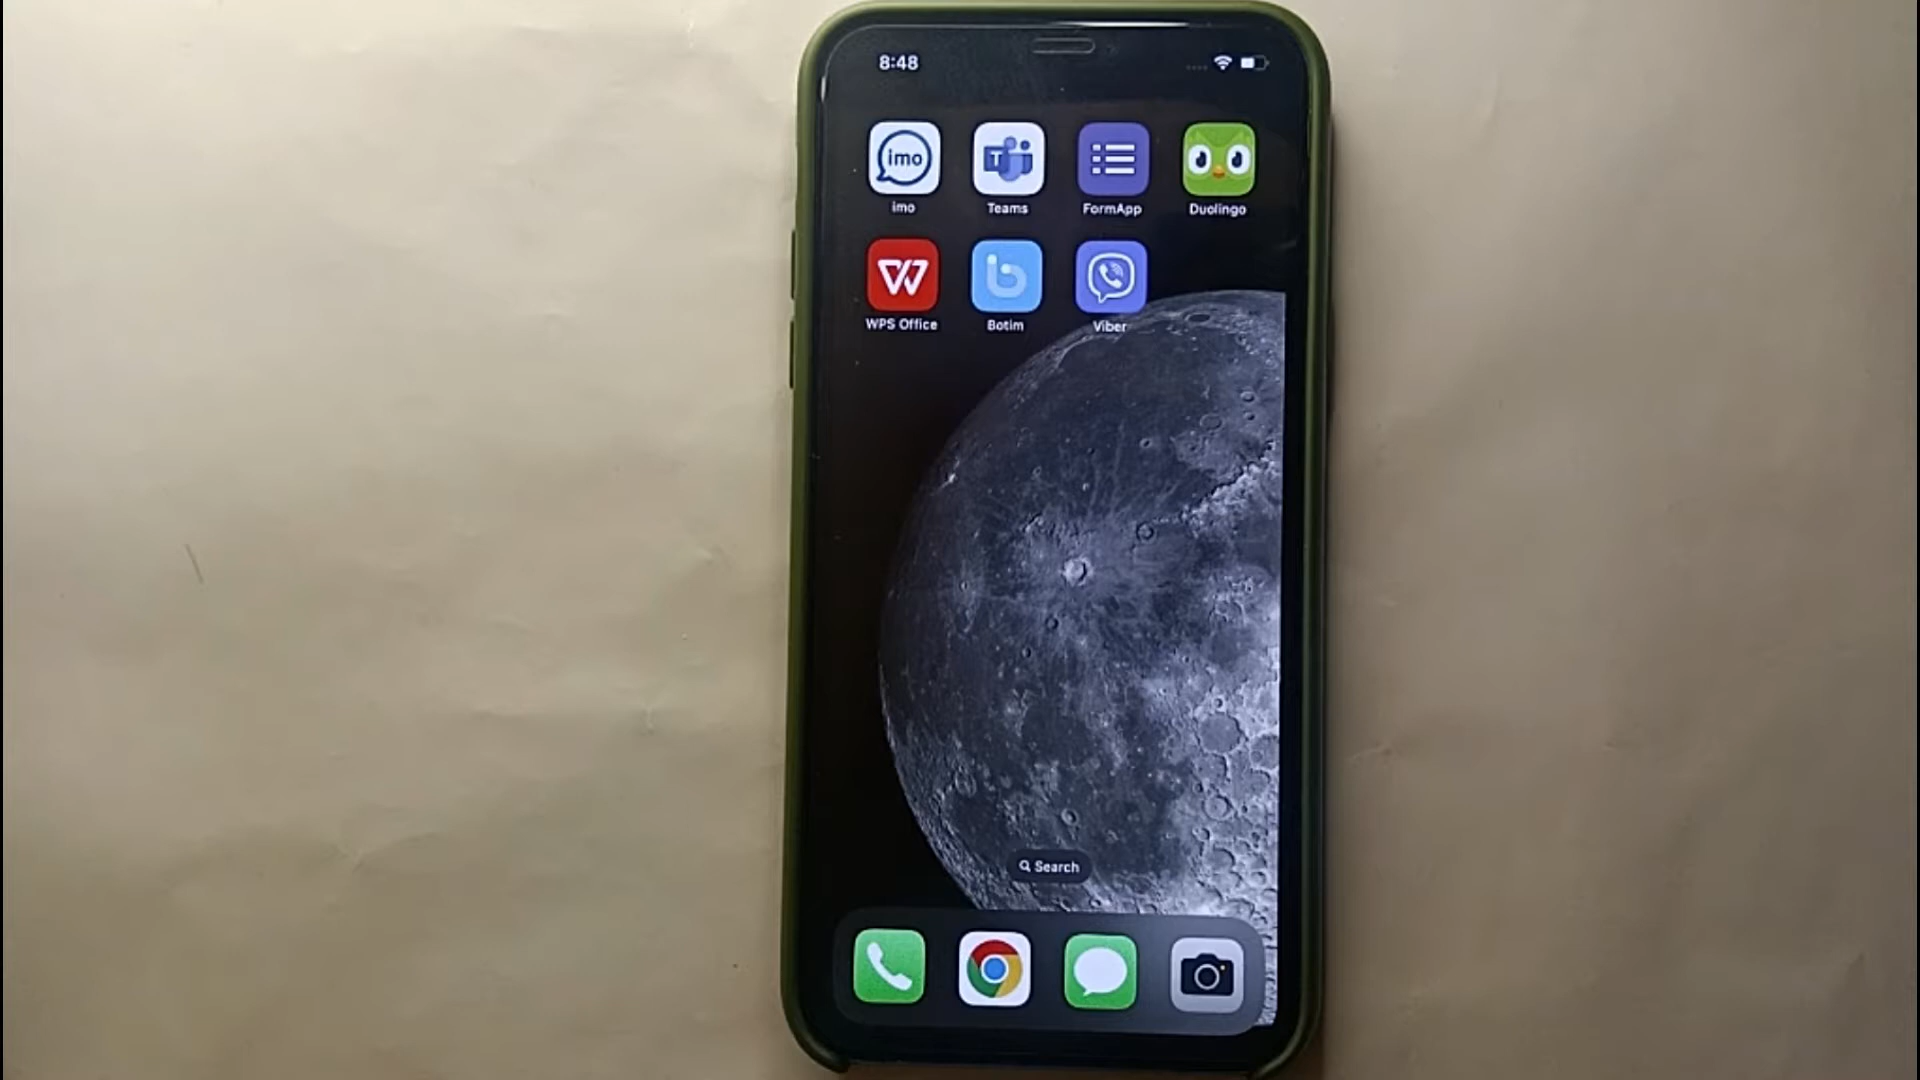 8:48
imo
T
imo Teams FormApp Duolingo
W b
WPS Office Botim Viber
Search